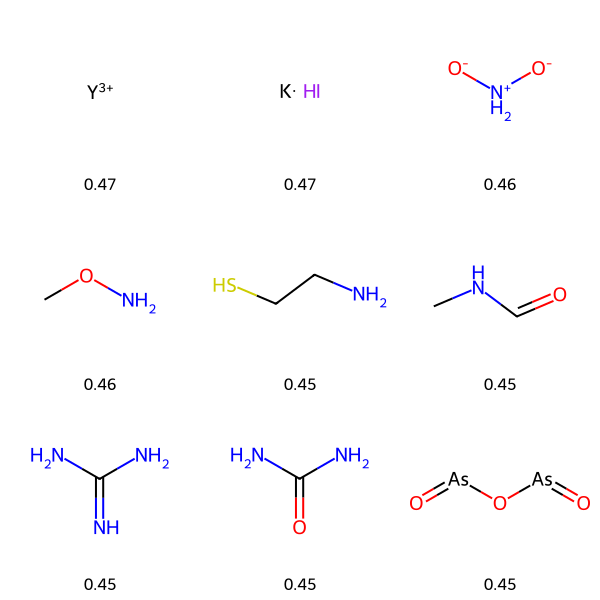 Y³⁺
K· HI
O⁻ O⁻
N⁺
H₂
0.47
0.47
0.46
O
NH₂
HS
NH₂
H
N
O
0.46
0.45
0.45
H₂N NH₂
NH
H₂N NH₂
O
As As
O O O
0.45
0.45
0.45